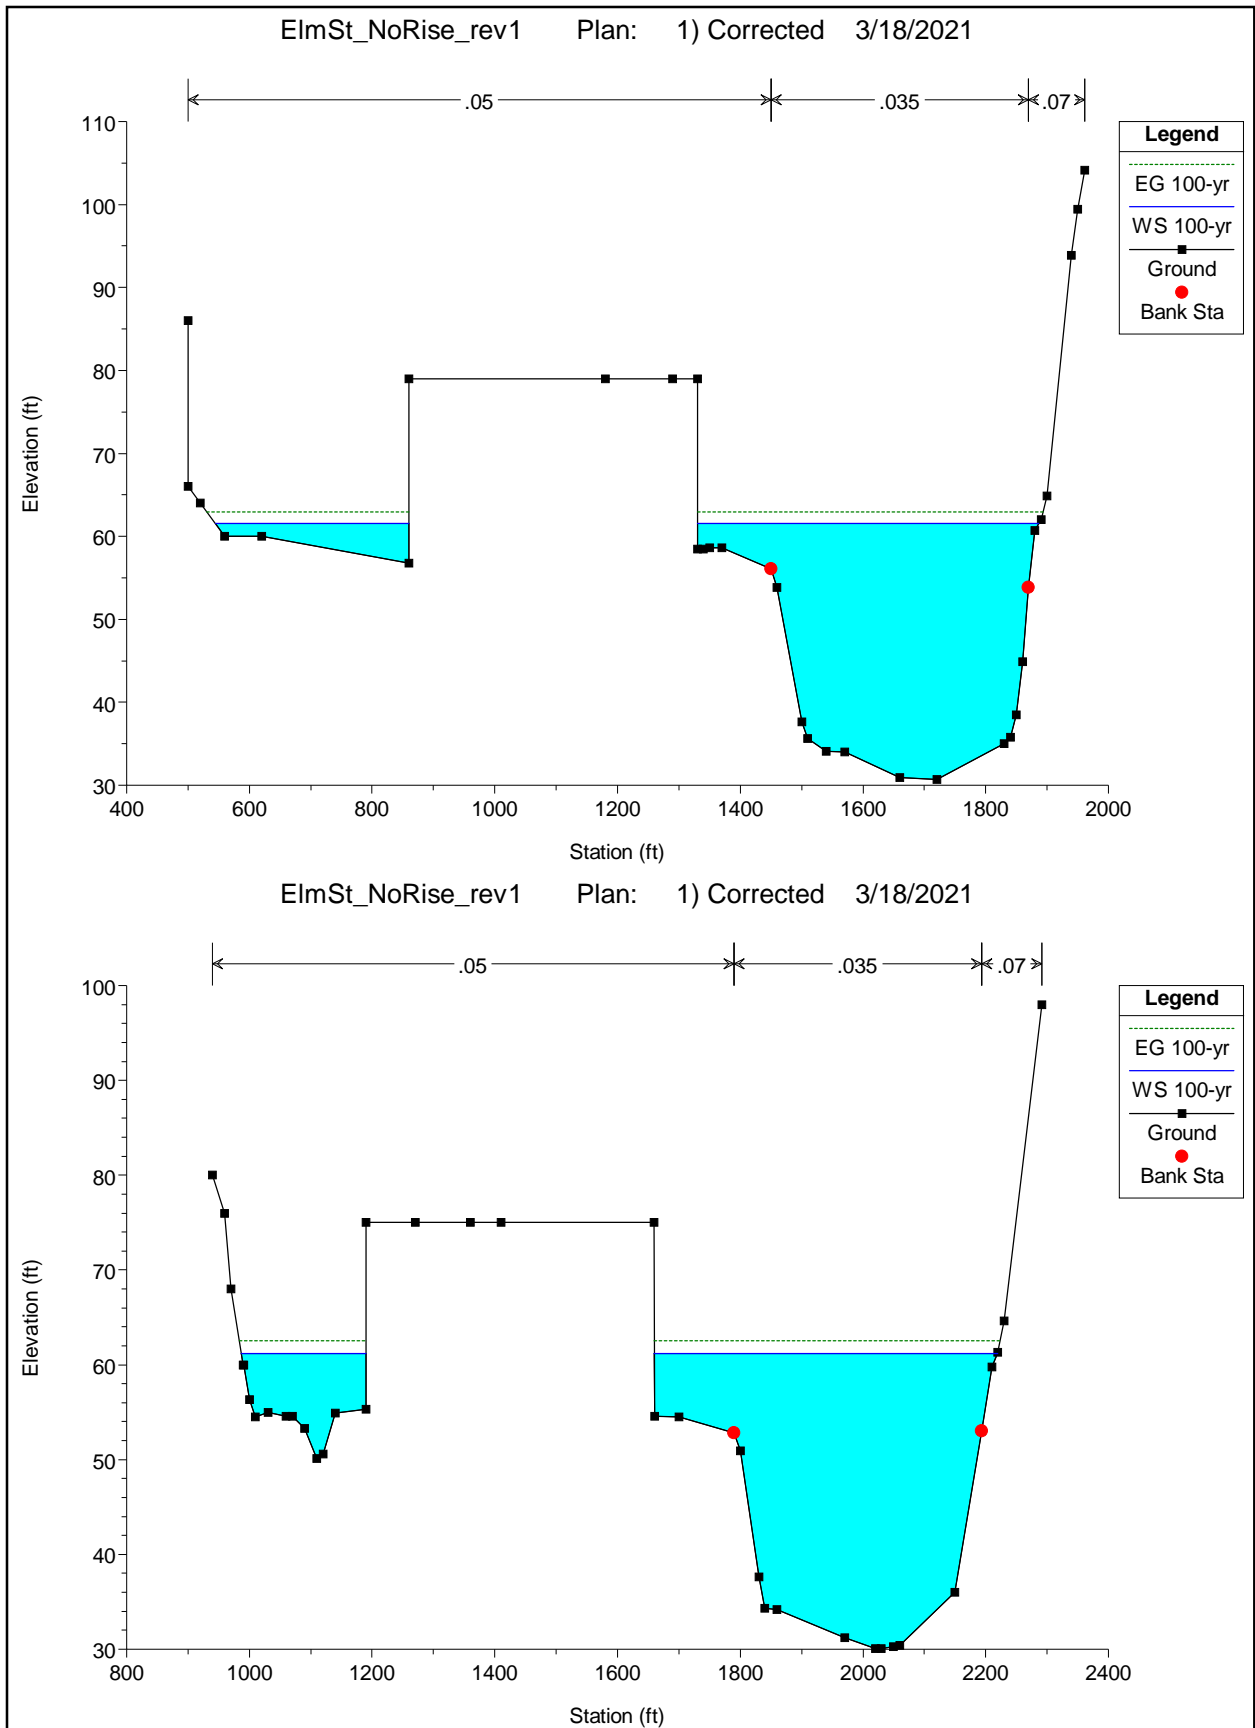 ElmSt_NoRise_rev1 Plan: 1) Corrected 3/18/2021
.05 .035 .07
110
100
90
80
70
60
50
40
30
Elevation (ft)
400 600 800 1000 1200 1400 1600 1800 2000
Station (ft)
Legend
EG 100-yr
WS 100-yr
Ground
Bank Sta
ElmSt_NoRise_rev1 Plan: 1) Corrected 3/18/2021
.05 .035 .07
100
90
80
70
60
50
40
30
Elevation (ft)
800 1000 1200 1400 1600 1800 2000 2200 2400
Station (ft)
Legend
EG 100-yr
WS 100-yr
Ground
Bank Sta